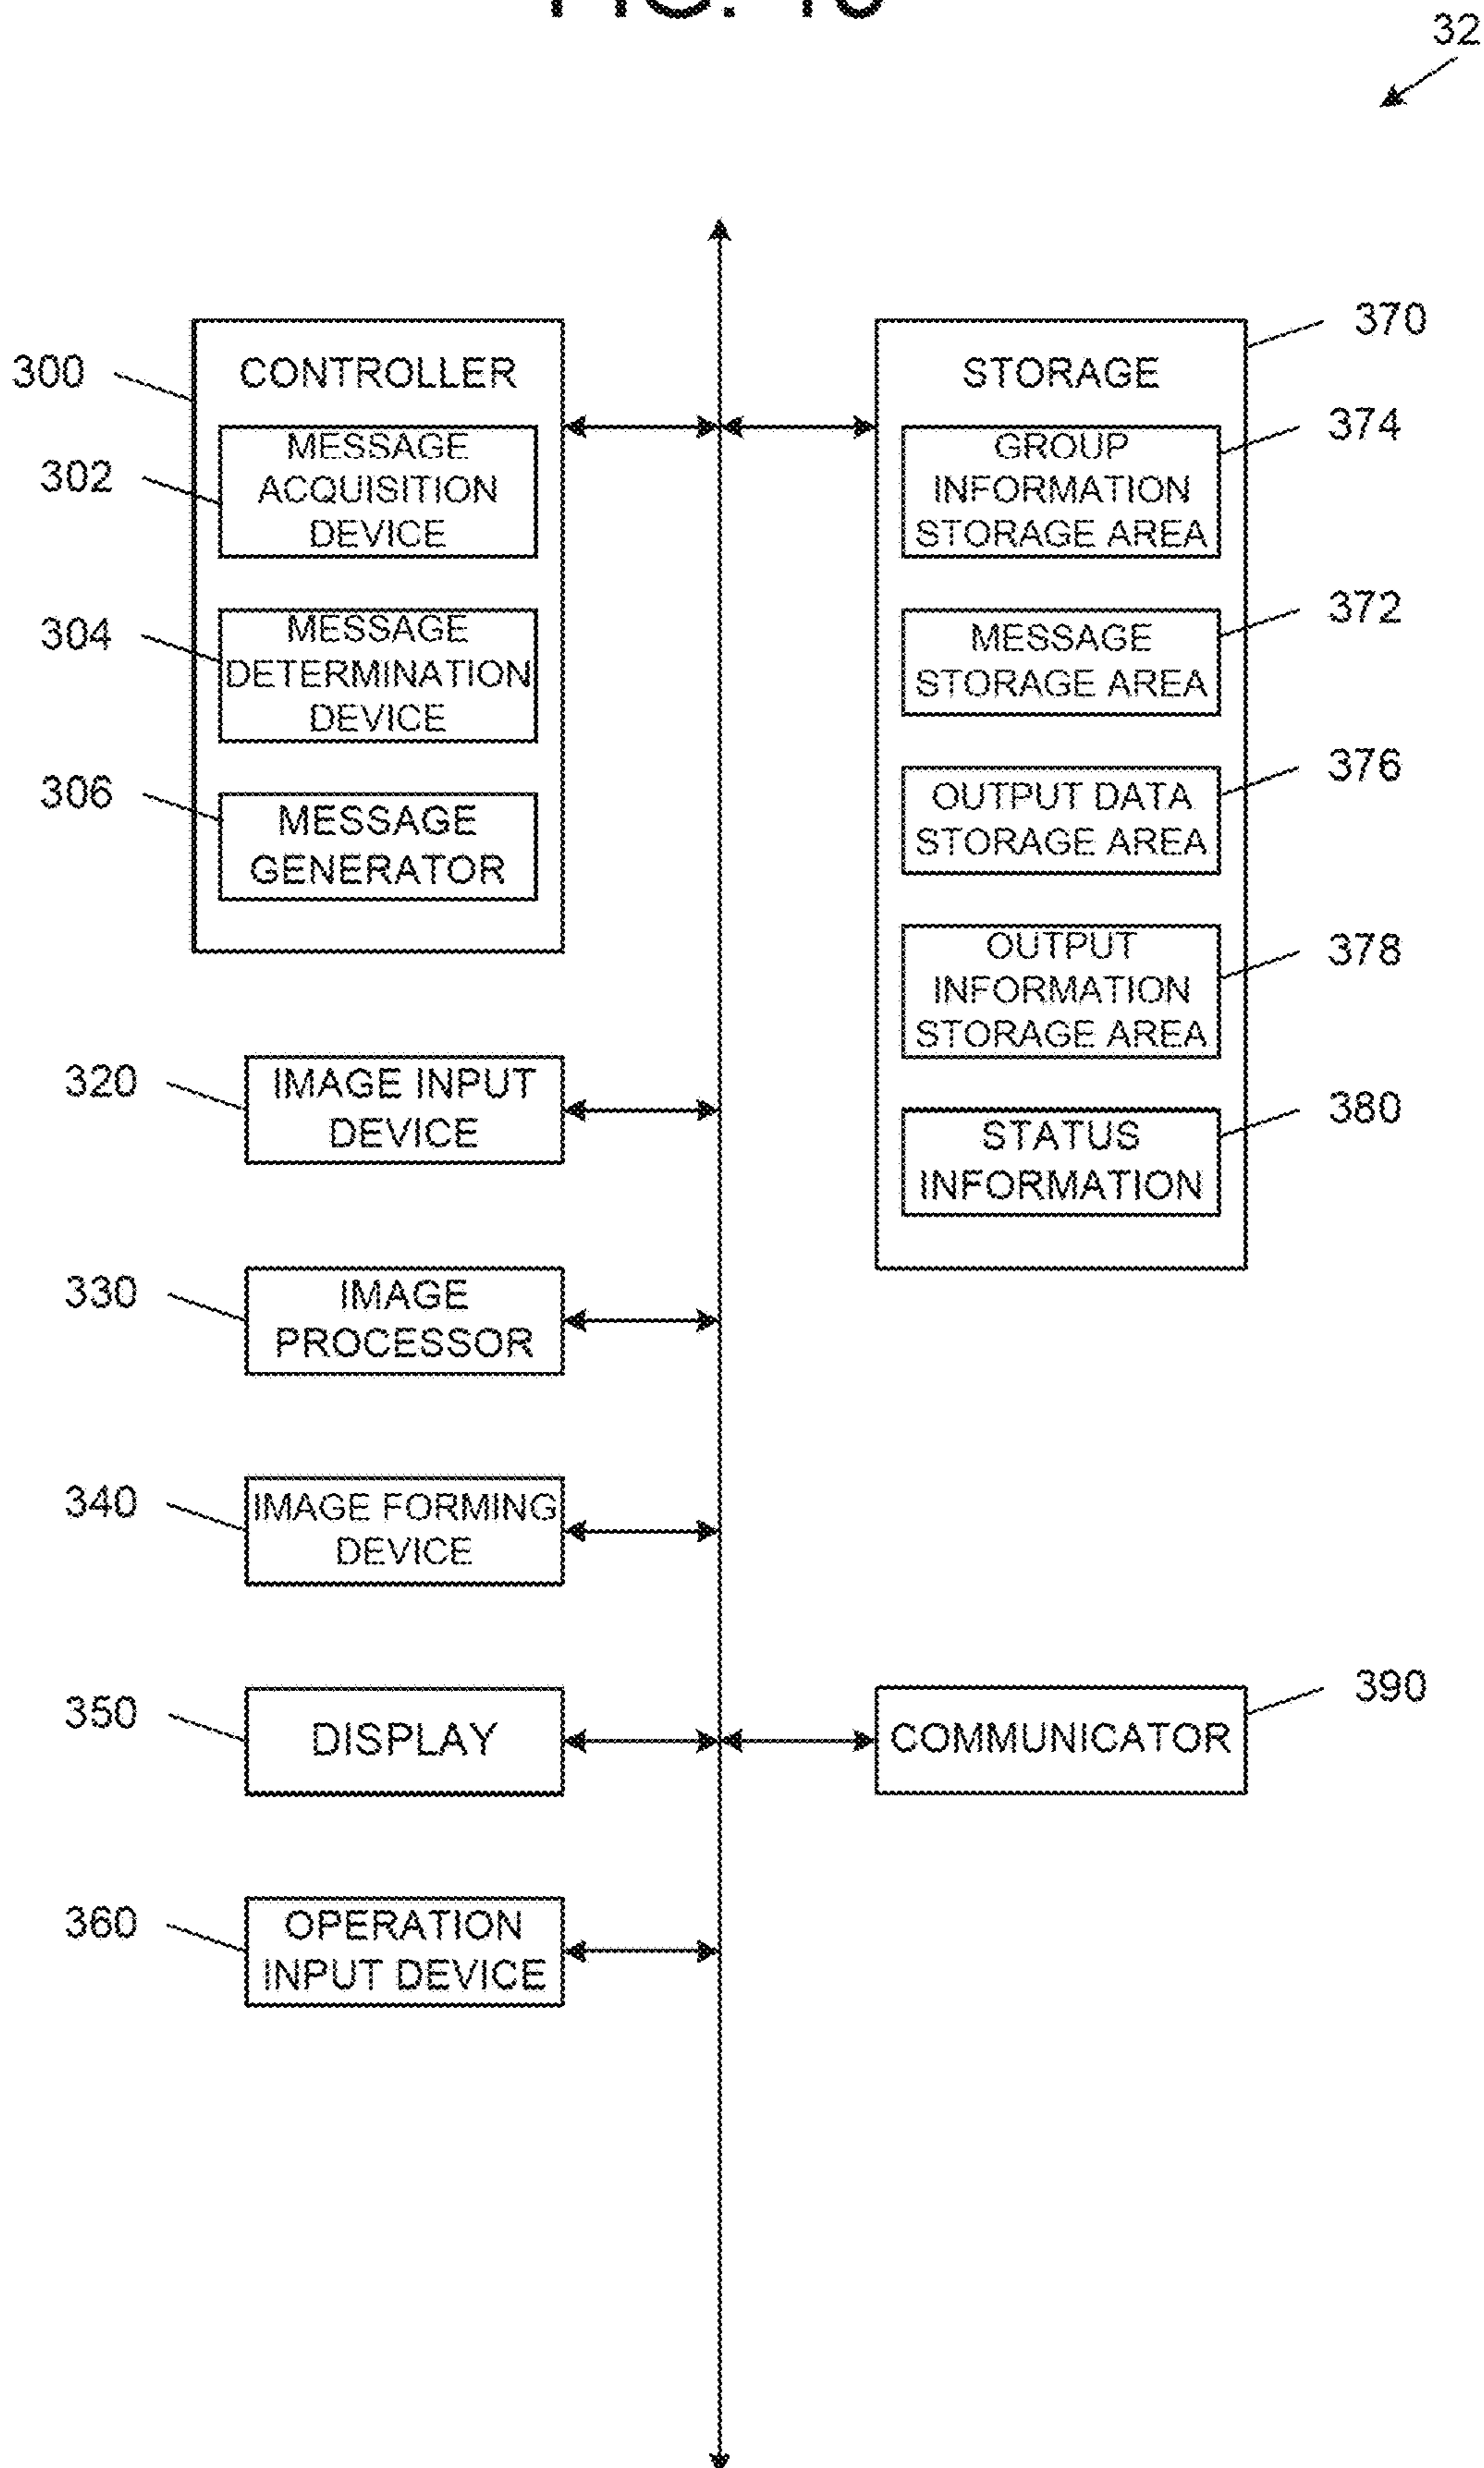 32
300
CONTROLLER
302
MESSAGE
ACQUISITION
DEVICE
304
MESSAGE
DETERMINATION
DEVICE
306
MESSAGE
GENERATOR
320
IMAGE INPUT
DEVICE
330
IMAGE
PROCESSOR
340
IMAGE FORMING
DEVICE
350
DISPLAY
360
OPERATION
INPUT DEVICE
370
STORAGE
374
GROUP
INFORMATION
STORAGE AREA
372
MESSAGE
STORAGE AREA
376
OUTPUT DATA
STORAGE AREA
378
OUTPUT
INFORMATION
STORAGE AREA
380
STATUS
INFORMATION
390
COMMUNICATOR